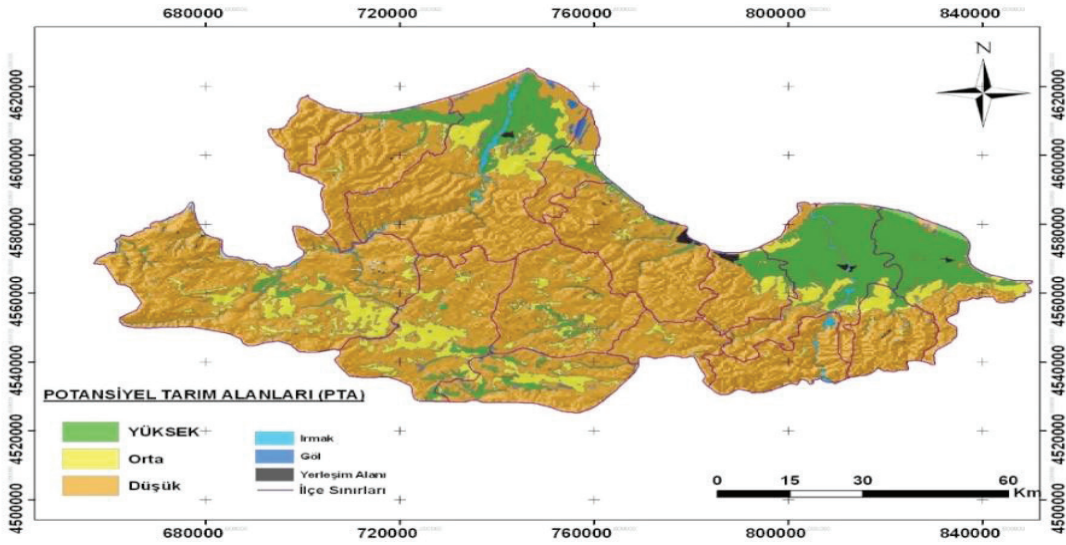 680000 720000 760000 800000 840000
N
4620000 4620000
4600000 4600000
4580000 4580000
4560000 4560000
4540000 4540000
POTANSİYEL TARIM ALANLARI (PTA)
YÜKSEK
Orta
Düşük
Irmak
Göl
Yerleşim Alanı
İlçe Sınırları
4520000 4520000
0 15 30 60
Km
4500000 4500000
680000 720000 760000 800000 840000